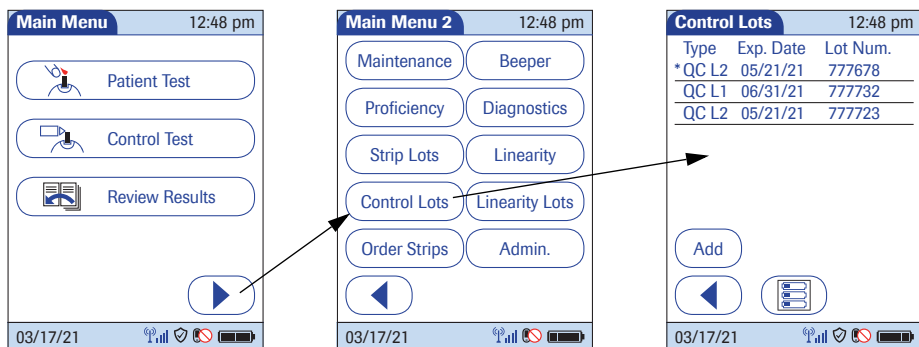 Main Menu 12:48 pm
Patient Test
Control Test
Review Results
03/17/21
Main Menu 2 12:48 pm
Maintenance Beeper
Proficiency Diagnostics
Strip Lots Linearity
Control Lots Linearity Lots
Order Strips Admin.
03/17/21
Control Lots 12:48 pm
Type Exp. Date Lot Num.
*QC L2 05/21/21 777678
QC L1 06/31/21 777732
QC L2 05/21/21 777723
Add
03/17/21